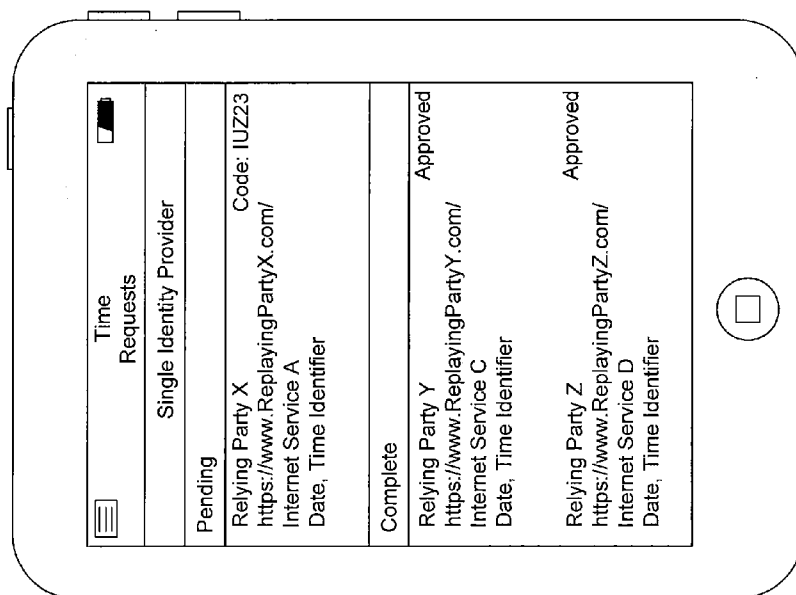 Time
Requests
Single Identity Provider
Pending
Relying Party X Code: IUZ23
https://www.ReplayingPartyX.com/
Internet Service A
Date, Time Identifier
Complete
Relying Party Y Approved
https://www.ReplayingPartyY.com/
Internet Service C
Date, Time Identifier
Relying Party Z Approved
https://www.ReplayingPartyZ.com/
Internet Service D
Date, Time Identifier